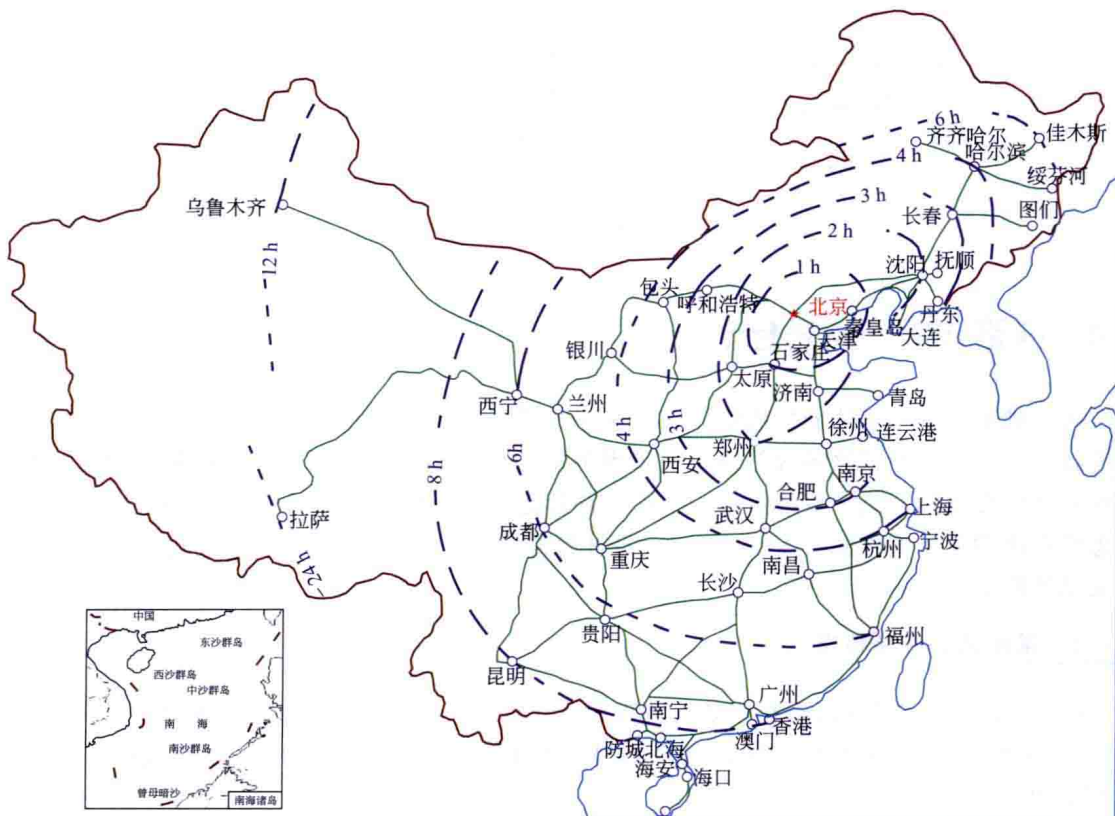 6 h
齐齐哈尔
佳木斯
哈尔滨
4 h
绥芬河
3 h
长春
图们
2 h
乌鲁木齐
12 h
1 h
沈阳
抚顺
包头
呼和浩特
北京
秦皇岛
丹东
天津
大连
银川
石家庄
太原
济南
青岛
西宁
兰州
3 h
4 h
6h
8 h
西安
郑州
徐州
连云港
南京
合肥
上海
拉萨
成都
武汉
杭州
宁波
重庆
南昌
24 h
长沙
贵阳
福州
昆明
广州
南宁
香港
澳门
防城
北海
海安
海口
中国
东沙群岛
西沙群岛
中沙群岛
南海
南沙群岛
曾母暗沙
南海诸岛